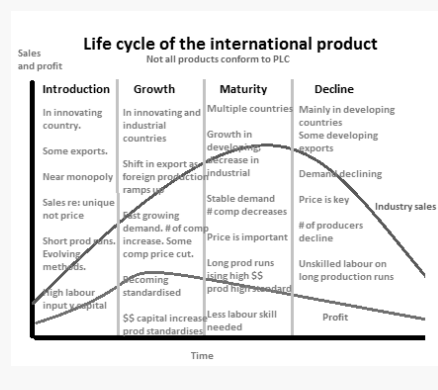 Life cycle of the international product
Not all products conform to PLC
Sales
and profit
Introduction
In innovating
country.
Some exports.
Near monopoly
Sales re: unique
not price
Short prod runs.
Evolving
methods.
High labour
input v capital
Growth
In innovating and
industrial
countries
Shift in export as
foreign production
ramps up
Fast growing
demand. # of comp
increase. Some
comp price cut.
Becoming
standardised
$$ capital increase
prod standardises
Maturity
Multiple countries
Growth in
developing.
decrease in
industrial
Stable demand
# comp decreases
Price is important
Long prod runs
ising high $$
prod high standard
Less labour skill
needed
Decline
Mainly in developing
countries
Some developing
exports
Demand declining
Price is key
# of producers
decline
Unskilled labour on
long production runs
Industry sales
Profit
Time